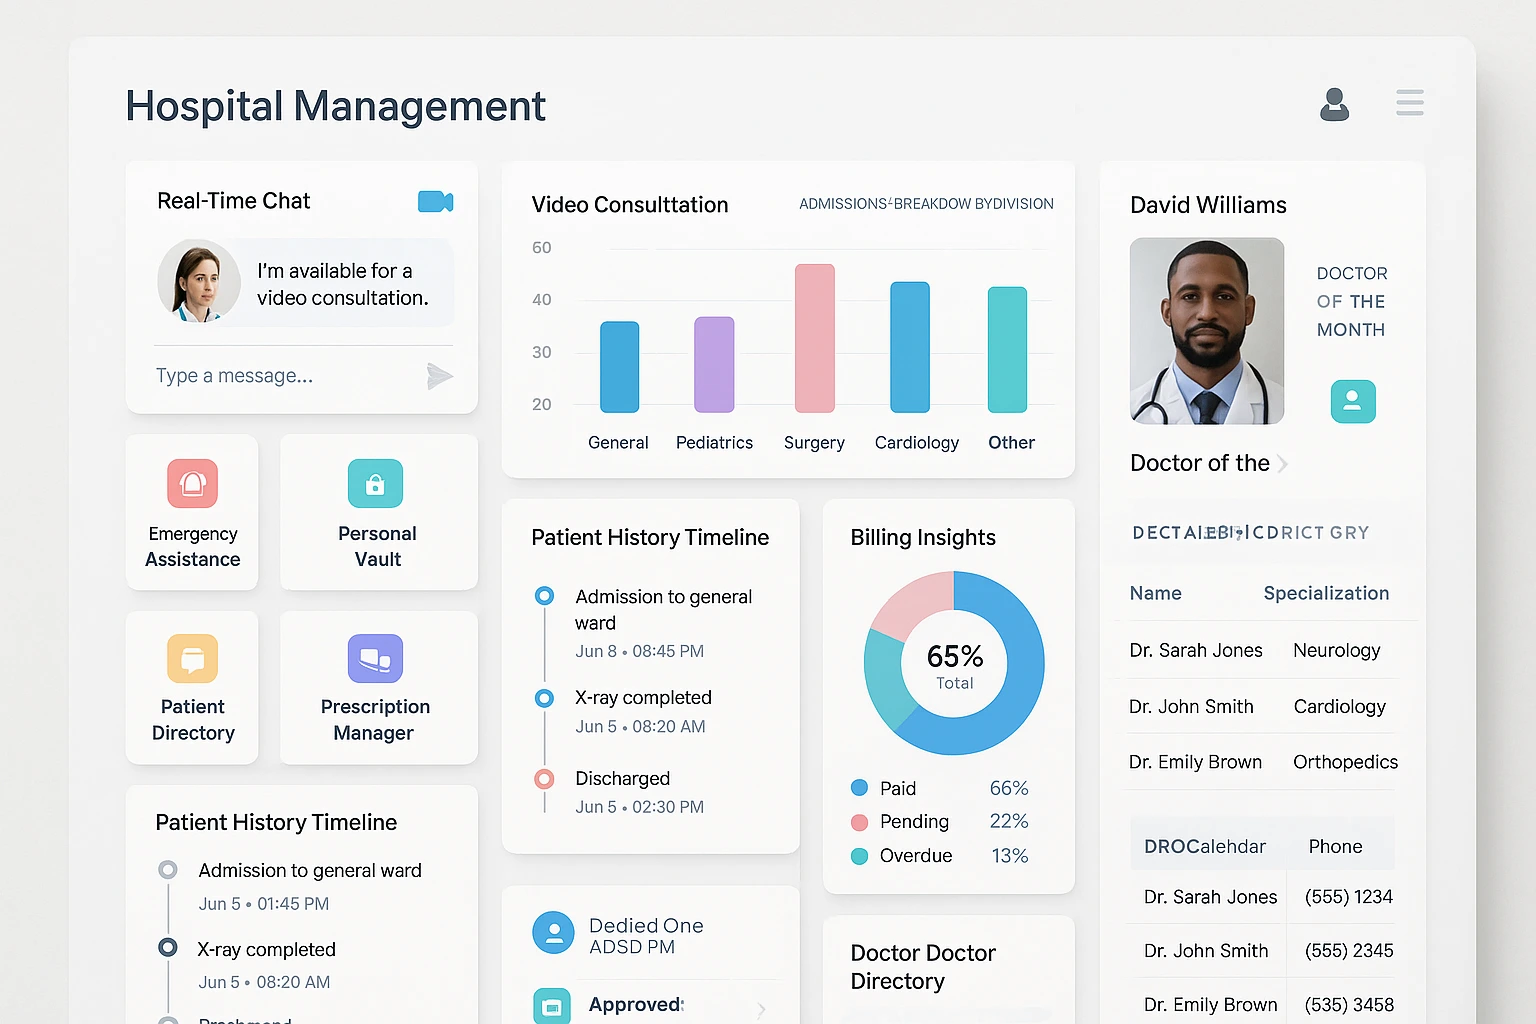 Hospital Management
Real-Time Chat
I'm available for a
video consultation.
Type a message...
Emergency
Assistance
Personal
Vault
Patient
Directory
Prescription
Manager
Patient History Timeline
Admission to general ward
Jun 5 • 01:45 PM
X-ray completed
Jun 5 • 08:20 AM
Video Consulttation
ADMISSIONS-BREAKDOW BYDIVISION
60
40
30
20
General Pediatrics Surgery Cardiology Other
Patient History Timeline
Admission to general
ward
Jun 8 • 08:45 PM
X-ray completed
Jun 5 • 08:20 AM
Discharged
Jun 5 • 02:30 PM
Dedied One
ADSD PM
Approved:
Billing Insights
65%
Total
Paid 66%
Pending 22%
Overdue 13%
Doctor Doctor
Directory
David Williams
DOCTOR
OF THE
MONTH
Doctor of the
Name Specialization
Dr. Sarah Jones Neurology
Dr. John Smith Cardiology
Dr. Emily Brown Orthopedics
DROCalehdar Phone
Dr. Sarah Jones (555) 1234
Dr. John Smith (555) 2345
Dr. Emily Brown (535) 3458